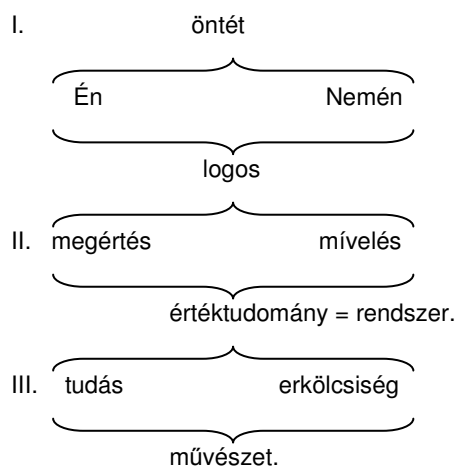 I. öntét
Én Nemén
logos
II. megértés mívelés
értéktudomány = rendszer.
III. tudás erkölcsiség
művészet.